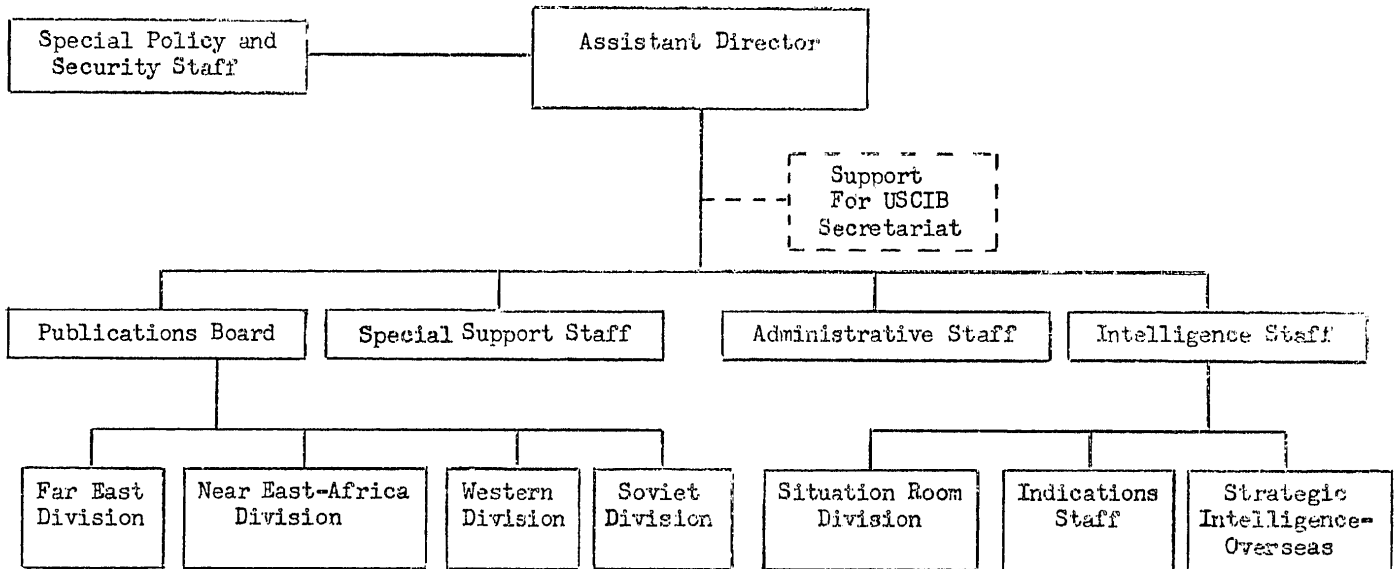 Special Policy and
Security Staff
Assistant Director
Support
For USCIB
Secretariat
Publications Board
Special Support Staff
Administrative Staff
Intelligence Staff
Far East
Division
Near East-Africa
Division
Western
Division
Soviet
Division
Situation Room
Division
Indications
Staff
Strategic
Intelligence-
Overseas